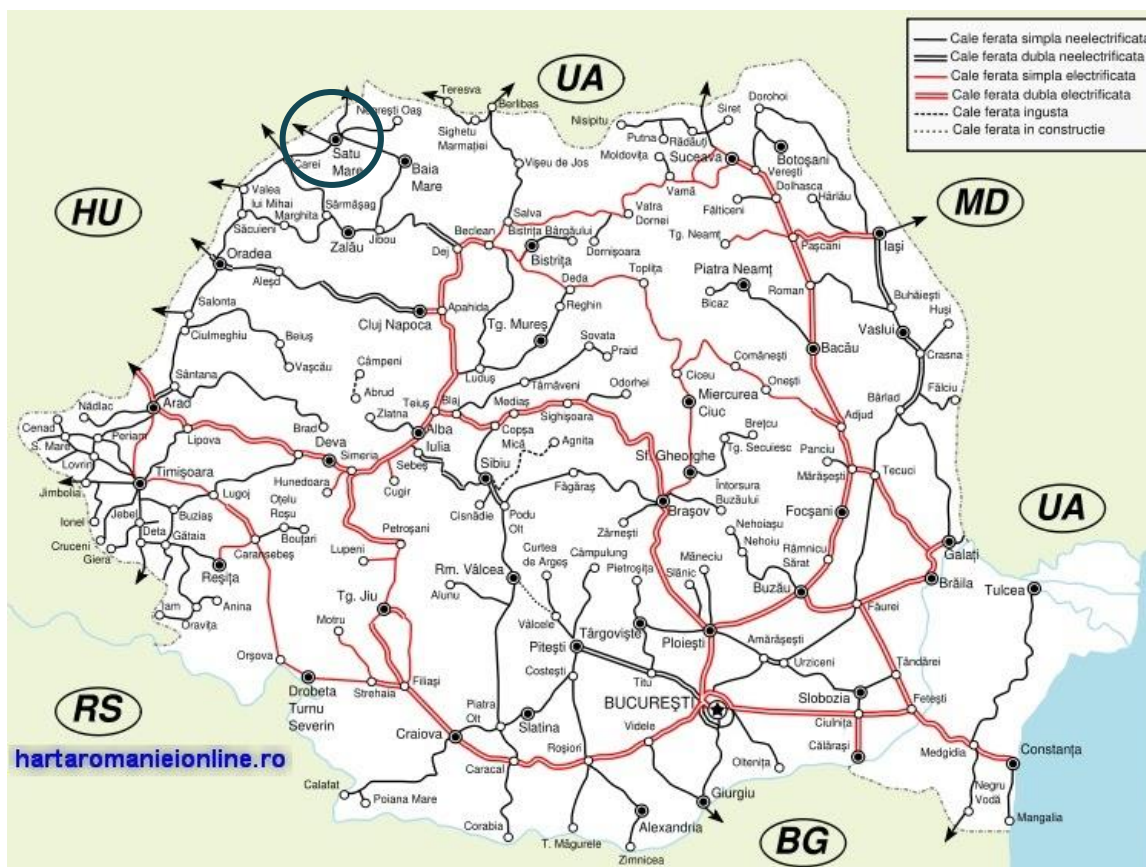 Cale ferata simpla neelectrificata
Cale ferata dubla neelectrificata
Cale ferata simpla electrificata
Cale ferata dubla electrificata
Cale ferata ingusta
Cale ferata in constructie
UA
Teresva
Berlibas
Negrești Oaș
Sighetu
Marmației
Satu
Mare
Carei
Baia
Mare
Vișeu de Jos
Nisipitu
Siret
Putna
Rădăuți
Dorohoi
Moldovița
Suceava
Botoșani
Verești
Vamă
Dolhasca
Hârlău
Fălticeni
HU
MD
Valea
lui Mihai
Săcuieni
Marghita
Sărmășag
Zalău
Jibou
Salva
Beclean
Bistrița Bârgăului
Vatra
Dornei
Tg. Neamț
Pașcani
Iași
Dej
Bistrița
Dornișoara
Oradea
Aleșd
Toplița
Deda
Reghin
Piatra Neamț
Bicaz
Roman
Buhăiești
Huși
Salonta
Ciulmeghiu
Beiuș
Vașcău
Cluj Napoca
Apahida
Tg. Mureș
Sovata
Praid
Bacău
Vaslui
Crasna
Comănești
Onești
Ciceu
Miercurea
Ciuc
Fălciu
Bârlad
Adjud
Câmpeni
Abrud
Zlatna
Luduș
Târnăveni
Odorhei
Teiuș
Blaj
Mediaș
Sighișoara
Copșa
Mică
Agnita
Sântana
Nădlac
Arad
Cenad
S. Mare
Periam
Lovrin
Lipova
Brad
Deva
Simeria
Alba
Iulia
Sebeș
Sibiu
Brețcu
Tg. Secuiesc
Sf. Gheorghe
Panciu
Mărășești
Tecuci
Timișoara
Jimbolia
Hunedoara
Cugir
Cisnădie
Podu
Olt
Făgăraș
Brașov
Întorsura
Buzăului
Focșani
UA
Lugoj
Ionel
Jebel
Buziaș
Oțelu
Roșu
Bouțari
Cruceni
Giera
Deta
Gătaia
Caransebeș
Petroșani
Lupeni
Zărnești
Nehoiașu
Nehoiu
Râmnicu
Sărat
Galați
Brăila
Tulcea
Reșița
Iam
Anina
Oravița
Rm. Vâlcea
Alunu
Curtea
de Argeș
Câmpulung
Pietroșița
Măneciu
Slănic
Buzău
Făurei
Tg. Jiu
Motru
Vâlcele
Pitești
Târgoviște
Ploiești
Amărășești
Urziceni
Țăndărei
Orșova
Drobeta
Turnu
Severin
Strehaia
Filiași
Costești
Titu
Slobozia
Ciulnița
Fetești
RS
Craiova
Piatra
Olt
Slatina
BUCUREȘTI
Videle
Călărași
Medgidia
Constanța
hartaromanieionline.ro
Caracal
Roșiori
Oltenița
Calafat
Poiana Mare
Corabia
Giurgiu
Alexandria
T. Măgurele
Zimnicea
Negru
Vodă
Mangalia
BG